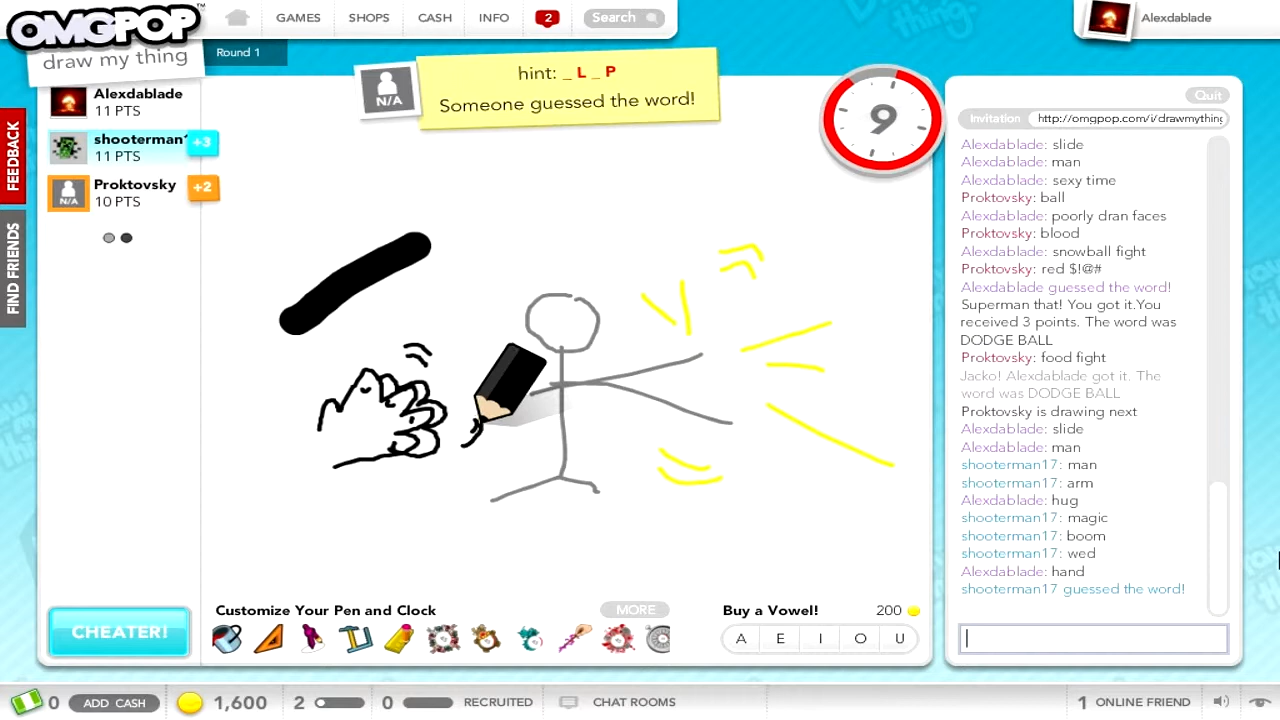 OMGPOP™
GAMES SHOPS CASH INFO 2 Search
Alexdablade
draw my thing
Round 1
hint: _ L _ P
Someone guessed the word!
N/A
9
FEEDBACK
FIND FRIENDS
Alexdablade
11 PTS
shooterman1
+3
11 PTS
N/A
Proktovsky
+2
10 PTS
CHEATER!
Customize Your Pen and Clock MORE
Buy a Vowel! 200
A E I O U
Quit
Invitation http://omgpop.com/i/drawmything
Alexdablade: slide
Alexdablade: man
Alexdablade: sexy time
Proktovsky: ball
Alexdablade: poorly dran faces
Proktovsky: blood
Alexdablade: snowball fight
Proktovsky: red $!@#
Alexdablade guessed the word!
Superman that! You got it.You
received 3 points. The word was
DODGE BALL
Proktovsky: food fight
Jacko! Alexdablade got it. The
word was DODGE BALL
Proktovsky is drawing next
Alexdablade: slide
Alexdablade: man
shooterman17: man
shooterman17: arm
Alexdablade: hug
shooterman17: magic
shooterman17: boom
shooterman17: wed
Alexdablade: hand
shooterman17 guessed the word!
0 ADD CASH 1,600 2 0 RECRUITED CHAT ROOMS 1 ONLINE FRIEND